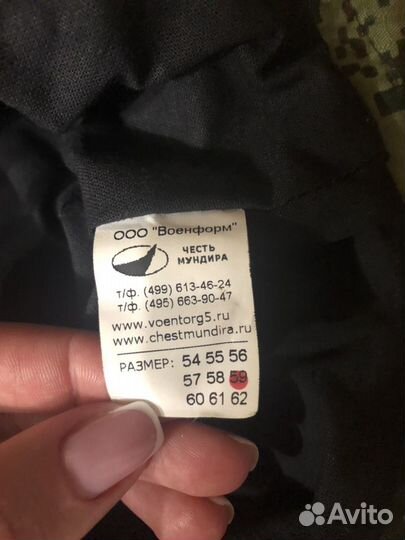 ООО "Военформ"
ЧЕСТЬ
МУНДИРА
т/ф. (499) 613-46-24
т/ф. (495) 663-90-47
www.voentorg5.ru
www.chestmundira.ru
РАЗМЕР: 54 55 56
57 58 59
60 61 62
Avito